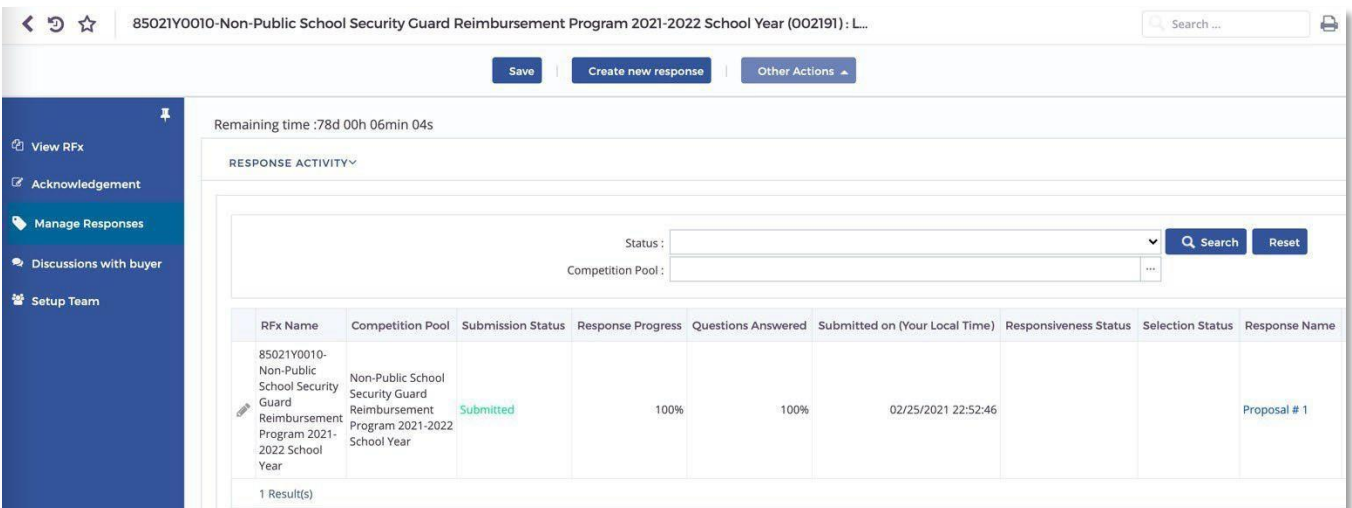 85021Y0010-Non-Public School Security Guard Reimbursement Program 2021-2022 School Year (002191) : L...
Search ...
Save
Create new response
Other Actions
Remaining time :78d 00h 06min 04s
View RFx
Acknowledgement
Manage Responses
Discussions with buyer
Setup Team
RESPONSE ACTIVITY
Status :
Search
Reset
Competition Pool :
...
RFx Name Competition Pool Submission Status Response Progress Questions Answered Submitted on (Your Local Time) Responsiveness Status Selection Status Response Name
85021Y0010-
Non-Public
School Security
Guard
Reimbursement
Program 2021-
2022 School
Year
Non-Public School
Security Guard
Reimbursement
Program 2021-2022
School Year
Submitted
100%
100%
02/25/2021 22:52:46
Proposal # 1
1 Result(s)